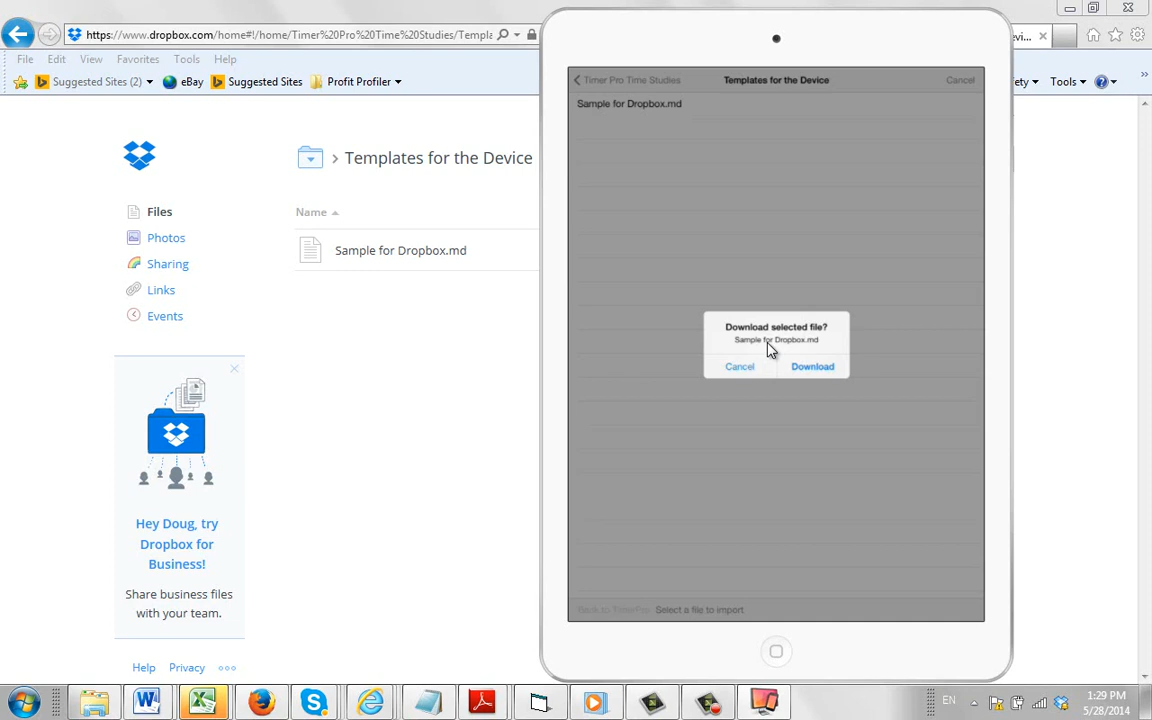 https://www.dropbox.com/home#!/home/Timer%20Pro%20Time%20Studies/Templa
File Edit View Favorites Tools Help
Suggested Sites (2) eBay Suggested Sites Profit Profiler
Tools
Templates for the Device
Files
Photos
Sharing
Links
Events
Name
Sample for Dropbox.md
Hey Doug, try
Dropbox for
Business!
Share business files
with your team.
Help Privacy
Timer Pro Time Studies Templates for the Device Cancel
Sample for Dropbox.md
Download selected file?
Sample for Dropbox.md
Cancel Download
Back to TimerPro Select a file to import
EN 1:29 PM
5/28/2014